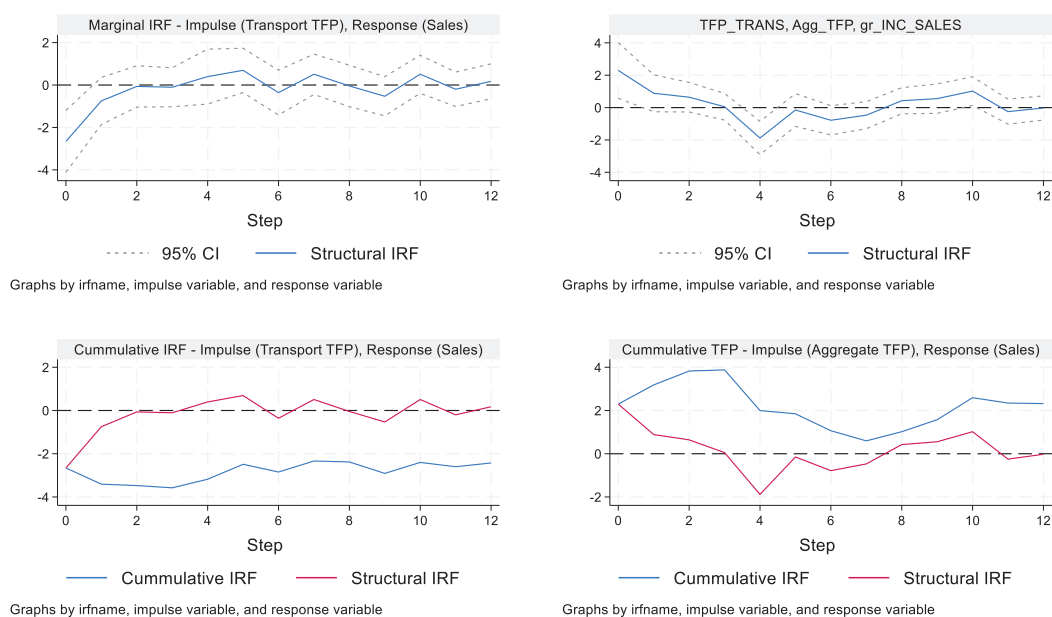 Marginal IRF - Impulse (Transport TFP), Response (Sales)
2
0
-2
-4
0 2 4 6 8 10 12
Step
95% CI Structural IRF
Graphs by irfname, impulse variable, and response variable
TFP_TRANS, Agg_TFP, gr_INC_SALES
4
2
0
-2
-4
0 2 4 6 8 10 12
Step
95% CI Structural IRF
Graphs by irfname, impulse variable, and response variable
Cummulative IRF - Impulse (Transport TFP), Response (Sales)
2
0
-2
-4
0 2 4 6 8 10 12
Step
Cummulative IRF Structural IRF
Graphs by irfname, impulse variable, and response variable
Cummulative TFP - Impulse (Aggregate TFP), Response (Sales)
4
2
0
-2
0 2 4 6 8 10 12
Step
Cummulative IRF Structural IRF
Graphs by irfname, impulse variable, and response variable